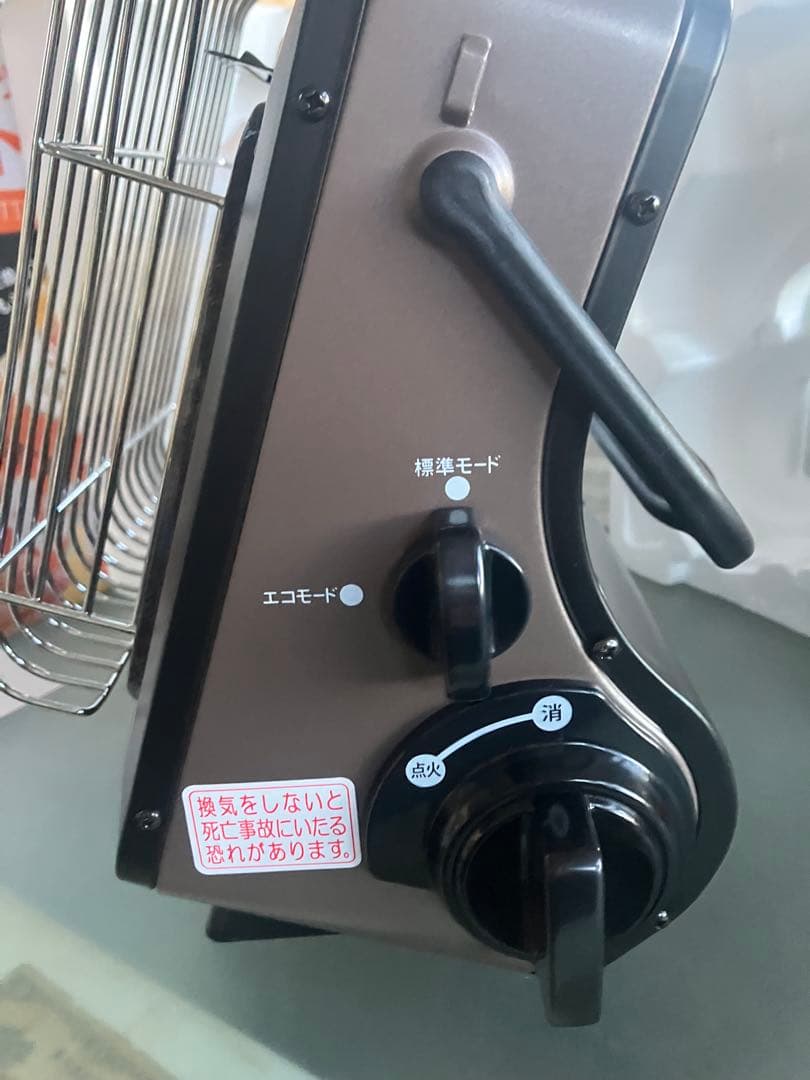 標準モード
エコモード
消
点火
換気をしないと
死亡事故にいたる
恐れがあります。